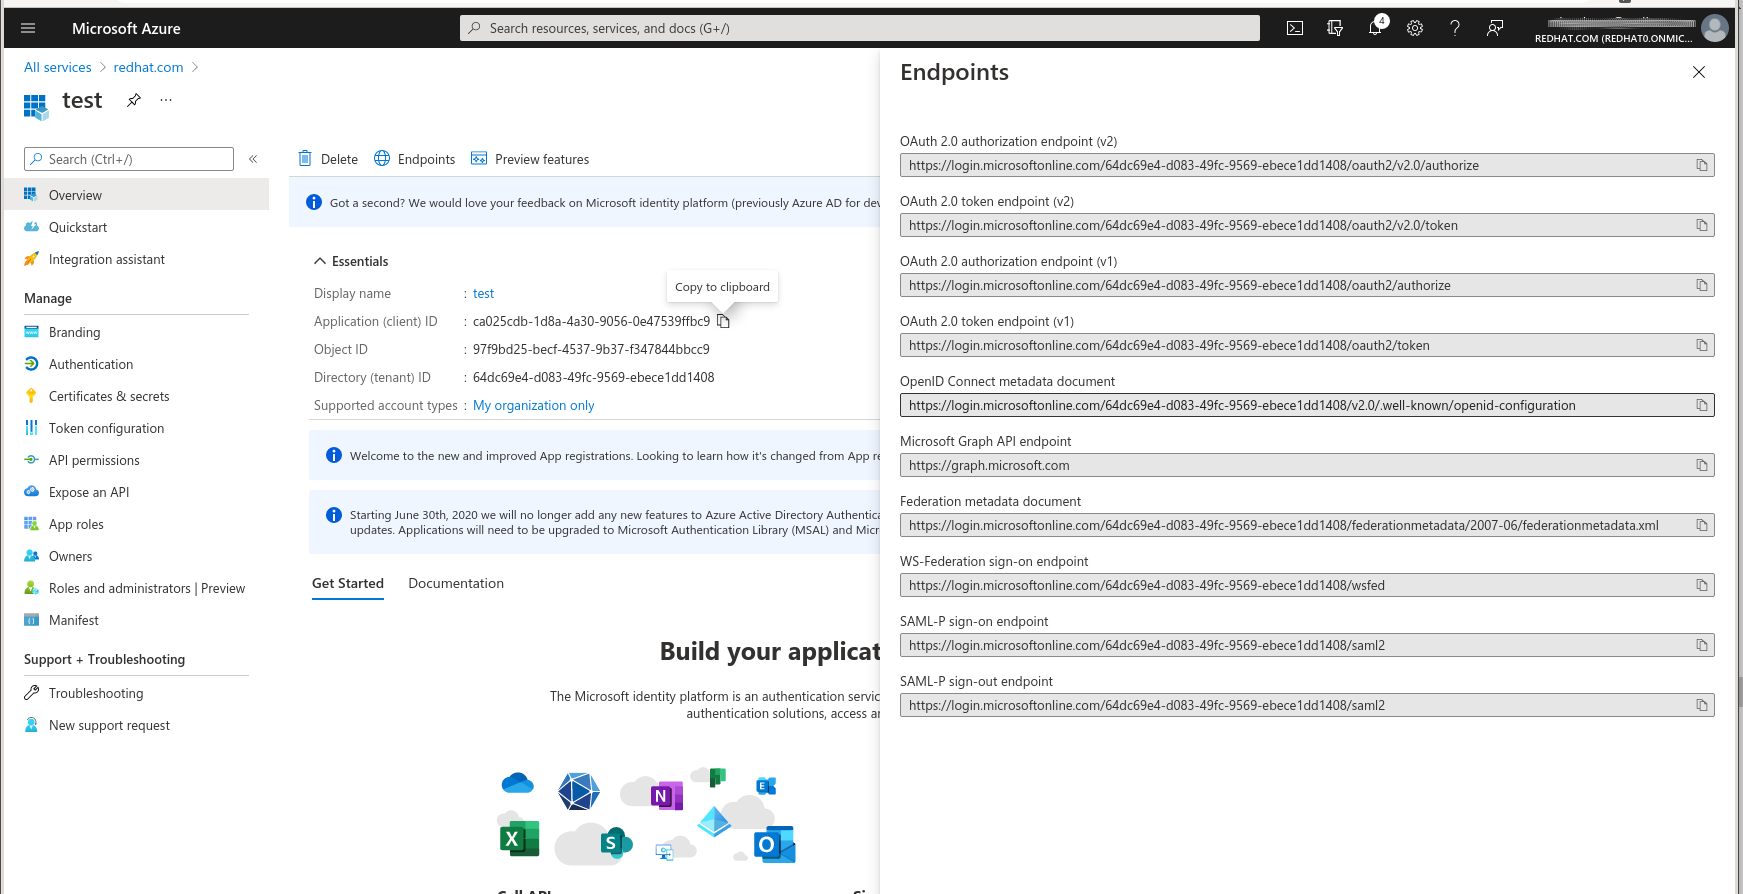 Microsoft Azure
Search resources, services, and docs (G+/)
4
REDHAT.COM (REDHAT0.ONMIC...
All services > redhat.com >
test
...
Search (Ctrl+/)
«
Overview
Quickstart
Integration assistant
Manage
Branding
Authentication
Certificates & secrets
Token configuration
API permissions
Expose an API
App roles
Owners
Roles and administrators | Preview
Manifest
Support + Troubleshooting
Troubleshooting
New support request
Delete
Endpoints
Preview features
Got a second? We would love your feedback on Microsoft identity platform (previously Azure AD for dev
Essentials
Copy to clipboard
Display name : test
Application (client) ID : ca025cdb-1d8a-4a30-9056-0e47539ffbc9
Object ID : 97f9bd25-becf-4537-9b37-f347844bbcc9
Directory (tenant) ID : 64dc69e4-d083-49fc-9569-ebece1dd1408
Supported account types : My organization only
Welcome to the new and improved App registrations. Looking to learn how it's changed from App re
Starting June 30th, 2020 we will no longer add any new features to Azure Active Directory Authentica
updates. Applications will need to be upgraded to Microsoft Authentication Library (MSAL) and Micr
Get Started
Documentation
Build your applicat
The Microsoft identity platform is an authentication servic
authentication solutions, access an
N
E
X
S
O
Call API
Endpoints
OAuth 2.0 authorization endpoint (v2)
https://login.microsoftonline.com/64dc69e4-d083-49fc-9569-ebece1dd1408/oauth2/v2.0/authorize
OAuth 2.0 token endpoint (v2)
https://login.microsoftonline.com/64dc69e4-d083-49fc-9569-ebece1dd1408/oauth2/v2.0/token
OAuth 2.0 authorization endpoint (v1)
https://login.microsoftonline.com/64dc69e4-d083-49fc-9569-ebece1dd1408/oauth2/authorize
OAuth 2.0 token endpoint (v1)
https://login.microsoftonline.com/64dc69e4-d083-49fc-9569-ebece1dd1408/oauth2/token
OpenID Connect metadata document
https://login.microsoftonline.com/64dc69e4-d083-49fc-9569-ebece1dd1408/v2.0/.well-known/openid-configuration
Microsoft Graph API endpoint
https://graph.microsoft.com
Federation metadata document
https://login.microsoftonline.com/64dc69e4-d083-49fc-9569-ebece1dd1408/federationmetadata/2007-06/federationmetadata.xml
WS-Federation sign-on endpoint
https://login.microsoftonline.com/64dc69e4-d083-49fc-9569-ebece1dd1408/wsfed
SAML-P sign-on endpoint
https://login.microsoftonline.com/64dc69e4-d083-49fc-9569-ebece1dd1408/saml2
SAML-P sign-out endpoint
https://login.microsoftonline.com/64dc69e4-d083-49fc-9569-ebece1dd1408/saml2